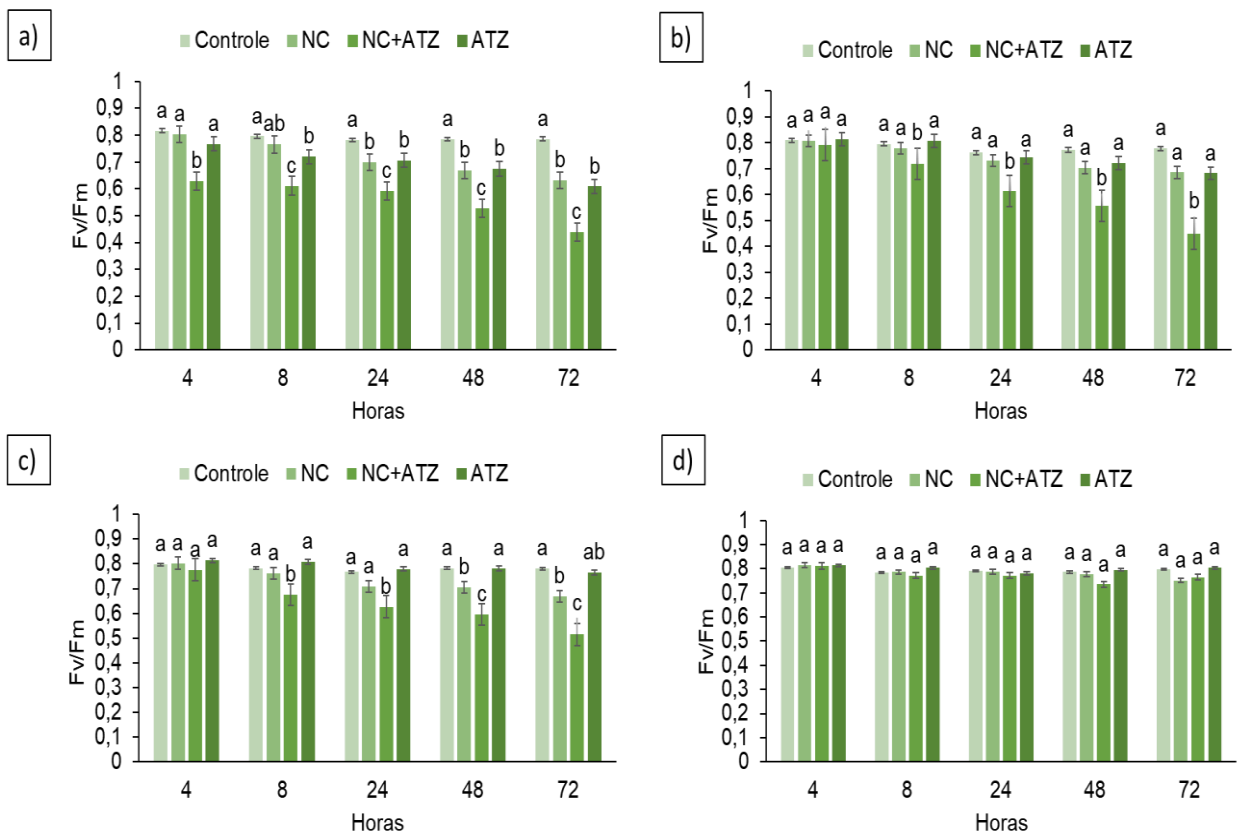 a)
Controle NC NC+ATZ ATZ
Fv/Fm
1
0,9
0,8
0,7
0,6
0,5
0,4
0,3
0,2
0,1
0
a a b a
a ab c b
a b c b
a b c b
a b c b
4 8 24 48 72
Horas
b)
Controle NC NC+ATZ ATZ
Fv/Fm
1
0,9
0,8
0,7
0,6
0,5
0,4
0,3
0,2
0,1
0
a a a a
a a b a
a a b a
a a b a
a a b a
4 8 24 48 72
Horas
c)
Controle NC NC+ATZ ATZ
Fv/Fm
1
0,9
0,8
0,7
0,6
0,5
0,4
0,3
0,2
0,1
0
a a a a
a a b a
a a b a
a b c a
a b c ab
4 8 24 48 72
Horas
d)
Controle NC NC+ATZ ATZ
Fv/Fm
1
0,9
0,8
0,7
0,6
0,5
0,4
0,3
0,2
0,1
0
a a a a
a a a a
a a a a
a a a a
a a a a
4 8 24 48 72
Horas